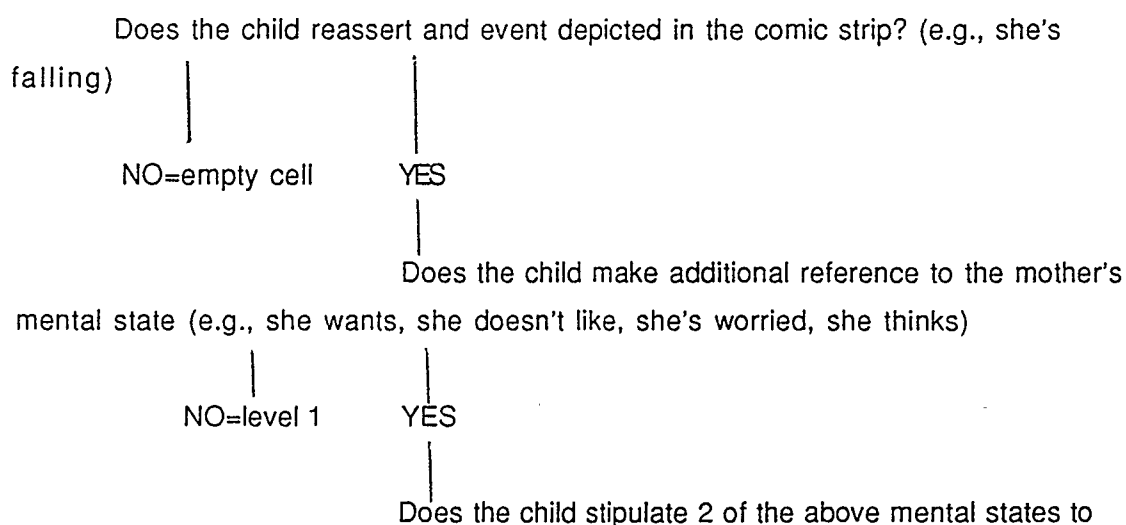 Does the child reassert and event depicted in the comic strip? (e.g., she's
falling)
NO=empty cell YES
Does the child make additional reference to the mother's
mental state (e.g., she wants, she doesn't like, she's worried, she thinks)
NO=level 1 YES
Does the child stipulate 2 of the above mental states to